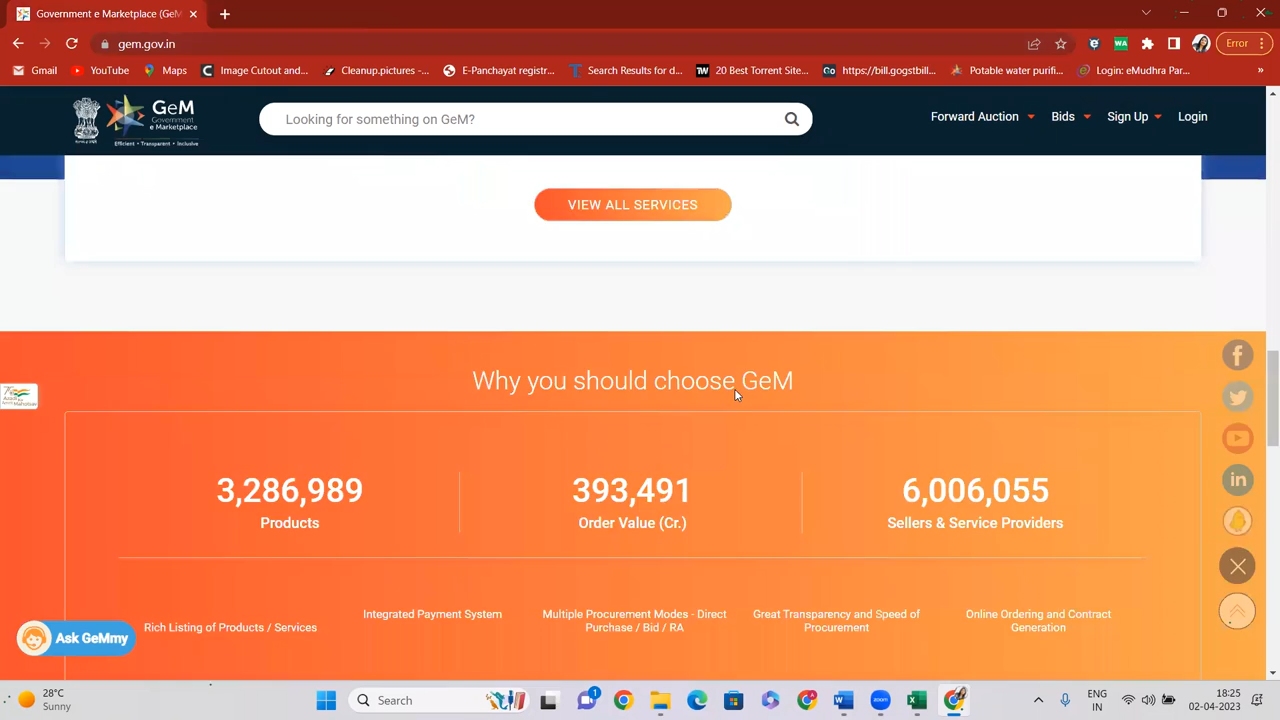 Government e Marketplace (GeM
gem.gov.in
Error
Gmail
YouTube
Maps
Image Cutout and...
Cleanup.pictures -...
E-Panchayat registr...
Search Results for d...
20 Best Torrent Site...
https://bill.gogstbill...
Potable water purifi...
Login: eMudhra Par...
»
GeM
Government
e Marketplace
Efficient • Transparent • Inclusive
Looking for something on GeM?
Forward Auction
Bids
Sign Up
Login
VIEW ALL SERVICES
Why you should choose GeM
3,286,989
Products
393,491
Order Value (Cr.)
6,006,055
Sellers & Service Providers
Rich Listing of Products / Services
Integrated Payment System
Multiple Procurement Modes - Direct
Purchase / Bid / RA
Great Transparency and Speed of
Procurement
Online Ordering and Contract
Generation
Ask GeMmy
28°C
Sunny
Search
1
ENG
IN
18:25
02-04-2023